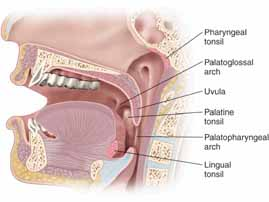 Pharyngeal
tonsil
Palatoglossal
arch
Uvula
Palatine
tonsil
Palatopharyngeal
arch
Lingual
tonsil